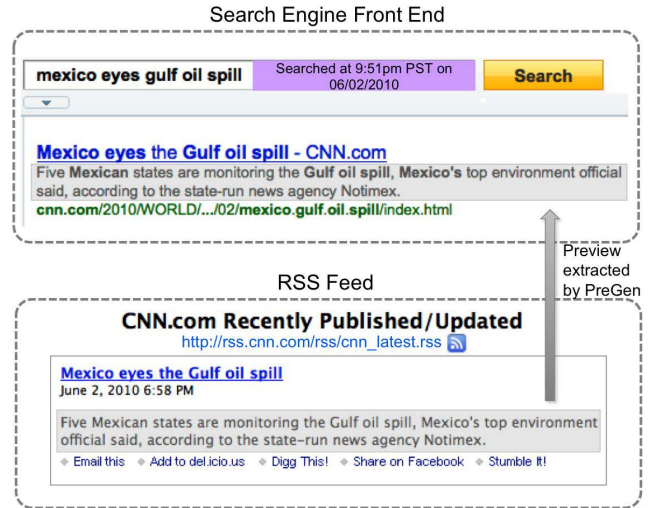 Search Engine Front End
mexico eyes gulf oil spill
Searched at 9:51pm PST on
06/02/2010
Search
Mexico eyes the Gulf oil spill - CNN.com
Five Mexican states are monitoring the Gulf oil spill, Mexico's top environment official
said, according to the state-run news agency Notimex.
cnn.com/2010/WORLD/.../02/mexico.gulf.oil.spill/index.html
Preview
extracted
by PreGen
RSS Feed
CNN.com Recently Published/Updated
http://rss.cnn.com/rss/cnn_latest.rss
Mexico eyes the Gulf oil spill
June 2, 2010 6:58 PM
Five Mexican states are monitoring the Gulf oil spill, Mexico's top environment
official said, according to the state-run news agency Notimex.
Email this Add to del.icio.us Digg This! Share on Facebook Stumble It!